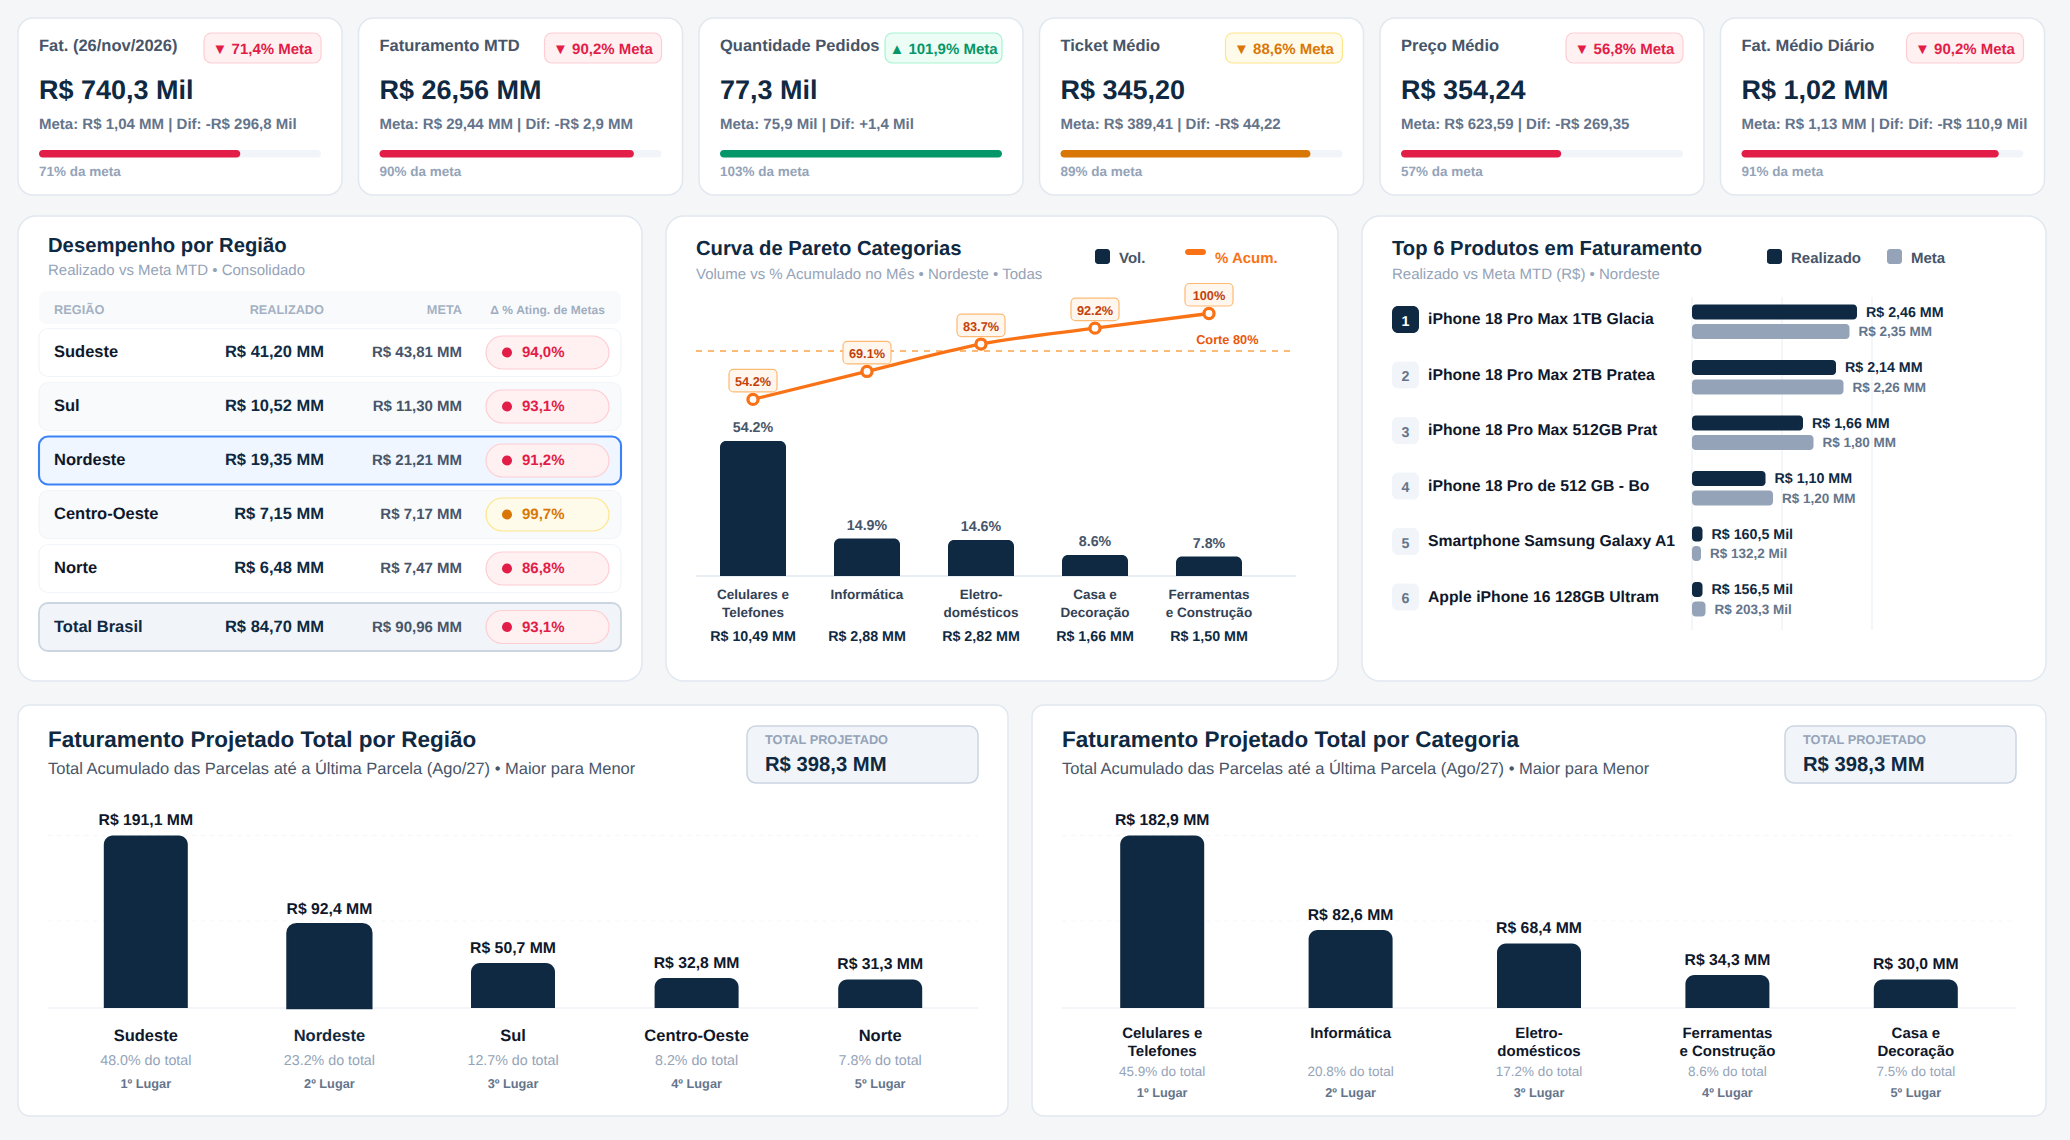 Fat. (26/nov/2026) ▼ 71,4% Meta
R$ 740,3 Mil
Meta: R$ 1,04 MM | Dif: -R$ 296,8 Mil
71% da meta
Faturamento MTD ▼ 90,2% Meta
R$ 26,56 MM
Meta: R$ 29,44 MM | Dif: -R$ 2,9 MM
90% da meta
Quantidade Pedidos ▲ 101,9% Meta
77,3 Mil
Meta: 75,9 Mil | Dif: +1,4 Mil
103% da meta
Ticket Médio ▼ 88,6% Meta
R$ 345,20
Meta: R$ 389,41 | Dif: -R$ 44,22
89% da meta
Preço Médio ▼ 56,8% Meta
R$ 354,24
Meta: R$ 623,59 | Dif: -R$ 269,35
57% da meta
Fat. Médio Diário ▼ 90,2% Meta
R$ 1,02 MM
Meta: R$ 1,13 MM | Dif: Dif: -R$ 110,9 Mil
91% da meta
Desempenho por Região
Realizado vs Meta MTD • Consolidado
REGIÃO REALIZADO META Δ % Ating. de Metas
Sudeste R$ 41,20 MM R$ 43,81 MM 94,0%
Sul R$ 10,52 MM R$ 11,30 MM 93,1%
Nordeste R$ 19,35 MM R$ 21,21 MM 91,2%
Centro-Oeste R$ 7,15 MM R$ 7,17 MM 99,7%
Norte R$ 6,48 MM R$ 7,47 MM 86,8%
Total Brasil R$ 84,70 MM R$ 90,96 MM 93,1%
Curva de Pareto Categorias
Volume vs % Acumulado no Mês • Nordeste • Todas
Vol. % Acum.
54.2% 69.1% 83.7% 92.2% 100%
Corte 80%
54.2% 14.9% 14.6% 8.6% 7.8%
Celulares e Informática Eletro- Casa e Ferramentas
Telefones domésticos Decoração e Construção
R$ 10,49 MM R$ 2,88 MM R$ 2,82 MM R$ 1,66 MM R$ 1,50 MM
Top 6 Produtos em Faturamento
Realizado vs Meta MTD (R$) • Nordeste
Realizado Meta
1 iPhone 18 Pro Max 1TB Glacia R$ 2,46 MM
R$ 2,35 MM
2 iPhone 18 Pro Max 2TB Pratea R$ 2,14 MM
R$ 2,26 MM
3 iPhone 18 Pro Max 512GB Prat R$ 1,66 MM
R$ 1,80 MM
4 iPhone 18 Pro de 512 GB - Bo R$ 1,10 MM
R$ 1,20 MM
5 Smartphone Samsung Galaxy A1 R$ 160,5 Mil
R$ 132,2 Mil
6 Apple iPhone 16 128GB Ultram R$ 156,5 Mil
R$ 203,3 Mil
Faturamento Projetado Total por Região
Total Acumulado das Parcelas até a Última Parcela (Ago/27) • Maior para Menor
TOTAL PROJETADO
R$ 398,3 MM
R$ 191,1 MM R$ 92,4 MM R$ 50,7 MM R$ 32,8 MM R$ 31,3 MM
Sudeste Nordeste Sul Centro-Oeste Norte
48.0% do total 23.2% do total 12.7% do total 8.2% do total 7.8% do total
1º Lugar 2º Lugar 3º Lugar 4º Lugar 5º Lugar
Faturamento Projetado Total por Categoria
Total Acumulado das Parcelas até a Última Parcela (Ago/27) • Maior para Menor
TOTAL PROJETADO
R$ 398,3 MM
R$ 182,9 MM R$ 82,6 MM R$ 68,4 MM R$ 34,3 MM R$ 30,0 MM
Celulares e Informática Eletro- Ferramentas Casa e
Telefones domésticos e Construção Decoração
45.9% do total 20.8% do total 17.2% do total 8.6% do total 7.5% do total
1º Lugar 2º Lugar 3º Lugar 4º Lugar 5º Lugar